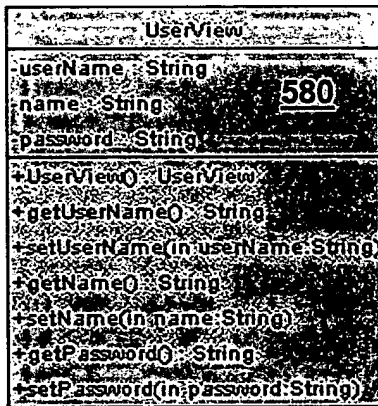 UserView
-userName : String
-name : String
580
-password : String
+UserView() : UserView
+getUserName() : String
+setUserName(in userName:String)
+getName() : String
+setName(in name:String)
+getPassword() : String
+setPassword(in password:String)